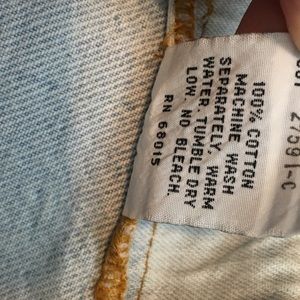 100% COTTON
MACHINE WASH
SEPARATELY, WARM
WATER. TUMBLE DRY
LOW. NO BLEACH.
RN 68015